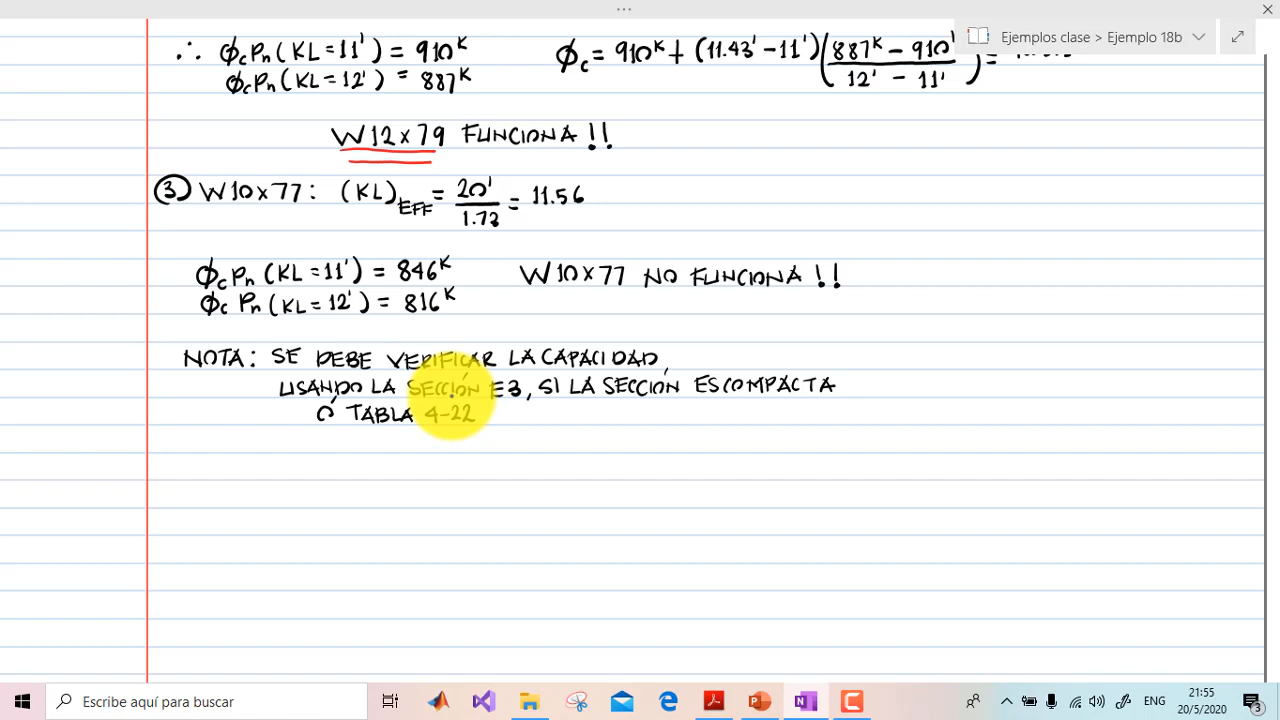 Ejemplos clase > Ejemplo 18b
∴ ϕcPn(KL=11') = 910ᴷ
ϕcPn(KL=12') = 887ᴷ
ϕc = 910ᴷ + (11.43' - 11') (887ᴷ - 910 / 12' - 11') =
W12x79 FUNCIONA !!
③ W10x77: (KL)EFF = 20' / 1.73 = 11.56
ϕcPn (KL=11') = 846ᴷ
ϕc Pn (KL=12') = 816ᴷ
W10x77 NO FUNCIONA !!
NOTA: SE DEBE VERIFICAR LA CAPACIDAD,
USANDO LA SECCIÓN E3, SI LA SECCIÓN ES COMPACTA
Ó TABLA 4-22
Escribe aquí para buscar
ENG
21:55
20/5/2020
3